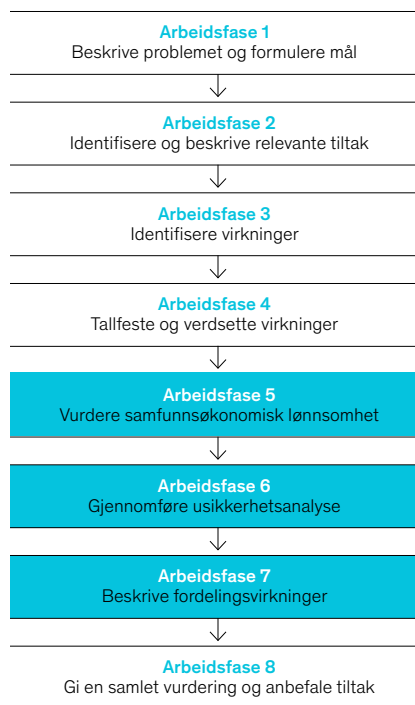 Arbeidsfase 1
Beskrive problemet og formulere mål
Arbeidsfase 2
Identifisere og beskrive relevante tiltak
Arbeidsfase 3
Identifisere virkninger
Arbeidsfase 4
Tallfeste og verdsette virkninger
Arbeidsfase 5
Vurdere samfunnsøkonomisk lønnsomhet
Arbeidsfase 6
Gjennomføre usikkerhetsanalyse
Arbeidsfase 7
Beskrive fordelingsvirkninger
Arbeidsfase 8
Gi en samlet vurdering og anbefale tiltak